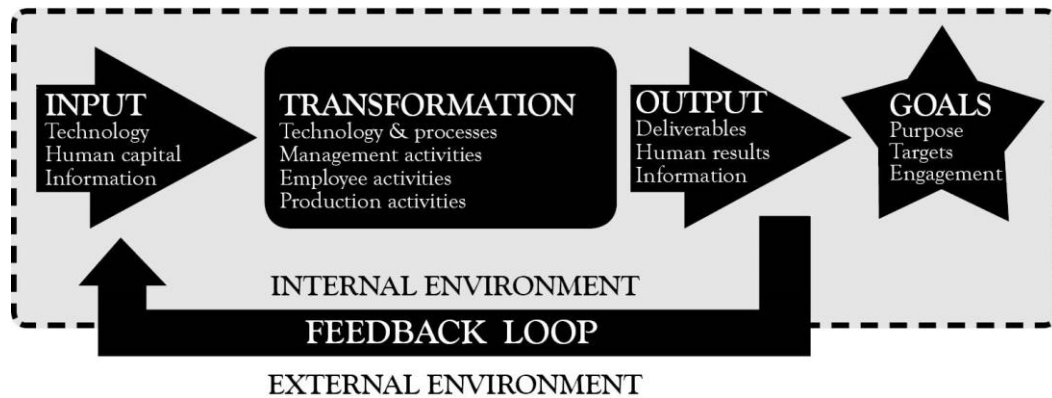 INPUT
Technology
Human capital
Information
TRANSFORMATION
Technology & processes
Management activities
Employee activities
Production activities
OUTPUT
Deliverables
Human results
Information
GOALS
Purpose
Targets
Engagement
INTERNAL ENVIRONMENT
FEEDBACK LOOP
EXTERNAL ENVIRONMENT